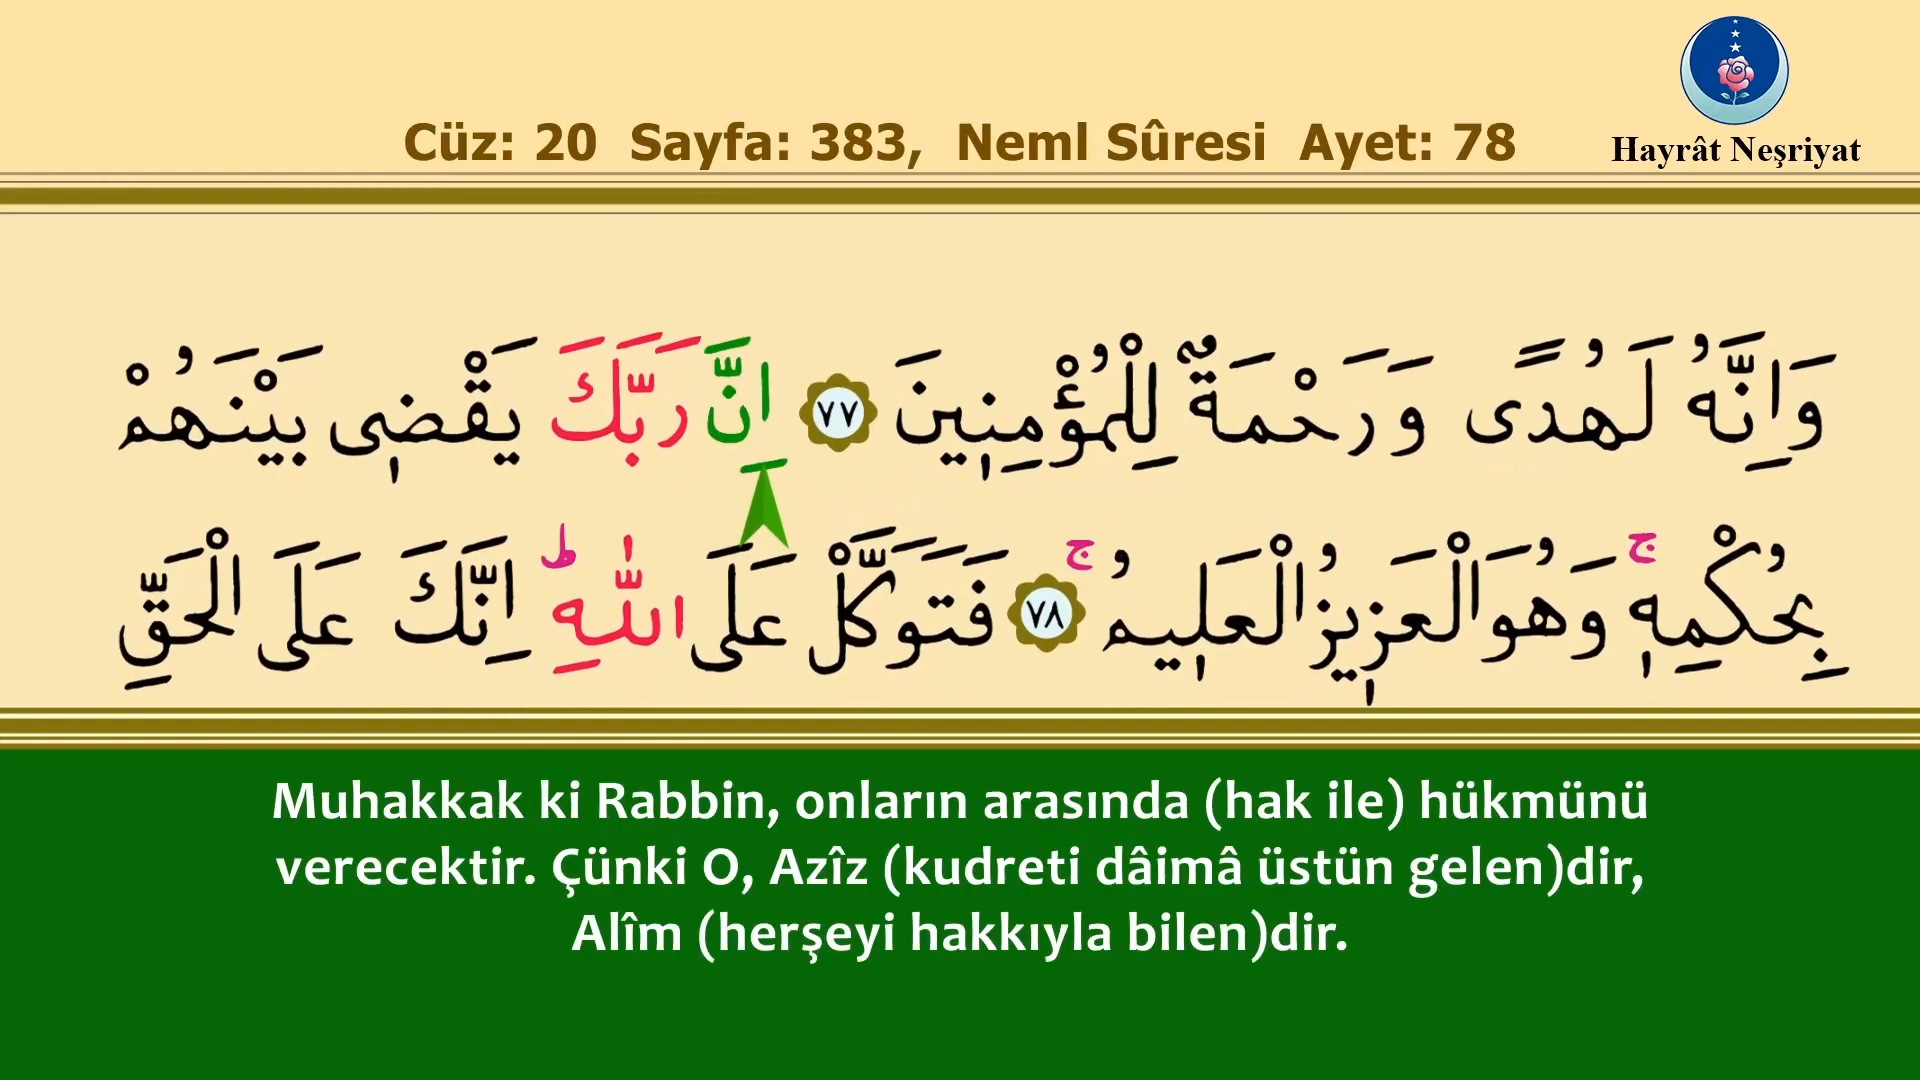 Cüz: 20 Sayfa: 383, Neml Sûresi Ayet: 78
Hayrât Neşriyat
وَاِنَّهُ لَهُدًى وَرَحْمَةٌ لِلْمُؤْمِنٖينَ ٧٧ اِنَّ رَبَّكَ يَقْضٖى بَيْنَهُمْ
بِحُكْمِهٖ ۚ وَهُوَ الْعَزٖيزُ الْعَلٖيمُ ۚ ٧٨ فَتَوَكَّلْ عَلَى اللّٰهِ ۜ اِنَّكَ عَلَى الْحَقِّ
Muhakkak ki Rabbin, onların arasında (hak ile) hükmünü
verecektir. Çünki O, Azîz (kudreti dâimâ üstün gelen)dir,
Alîm (herşeyi hakkıyla bilen)dir.